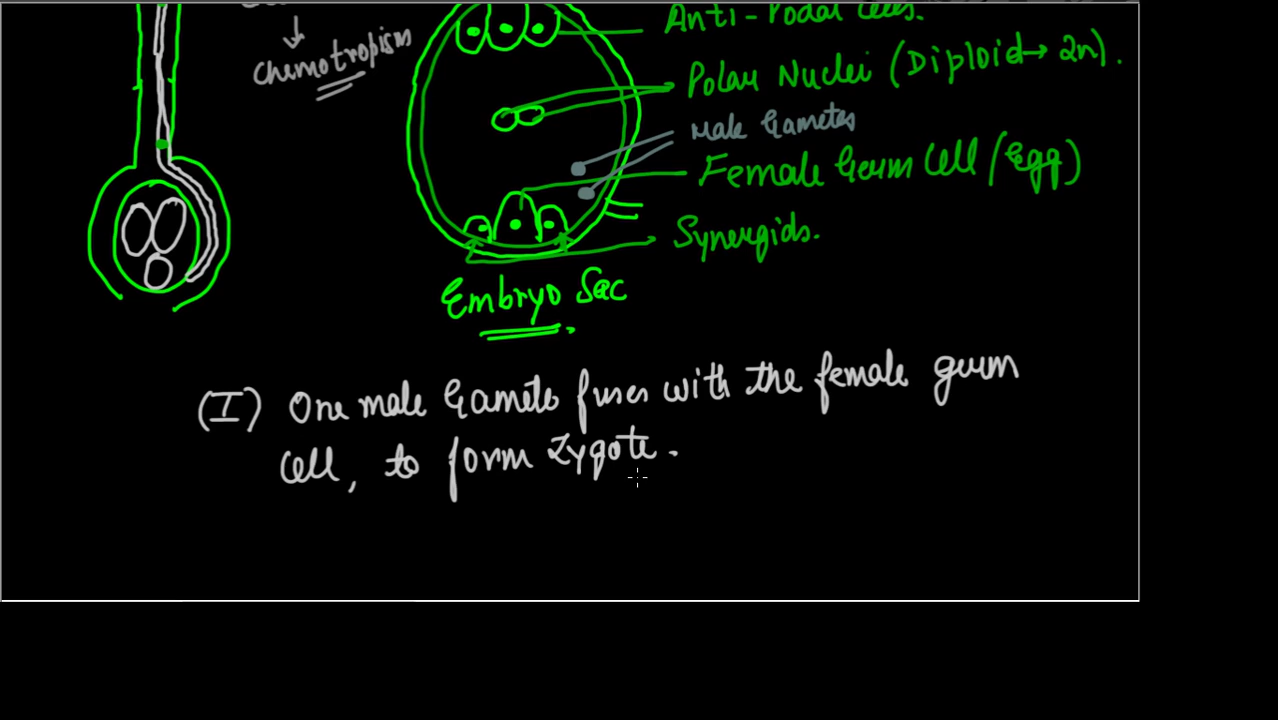 Anti-Podal Cells.
chemotropism
Polar Nuclei (Diploid→ 2n).
Male Gametes
Female Germ Cell/(Egg)
Synergids.
Embryo Sac
(I) One male Gamete fuses with the female germ
Cell, to form Zygote.